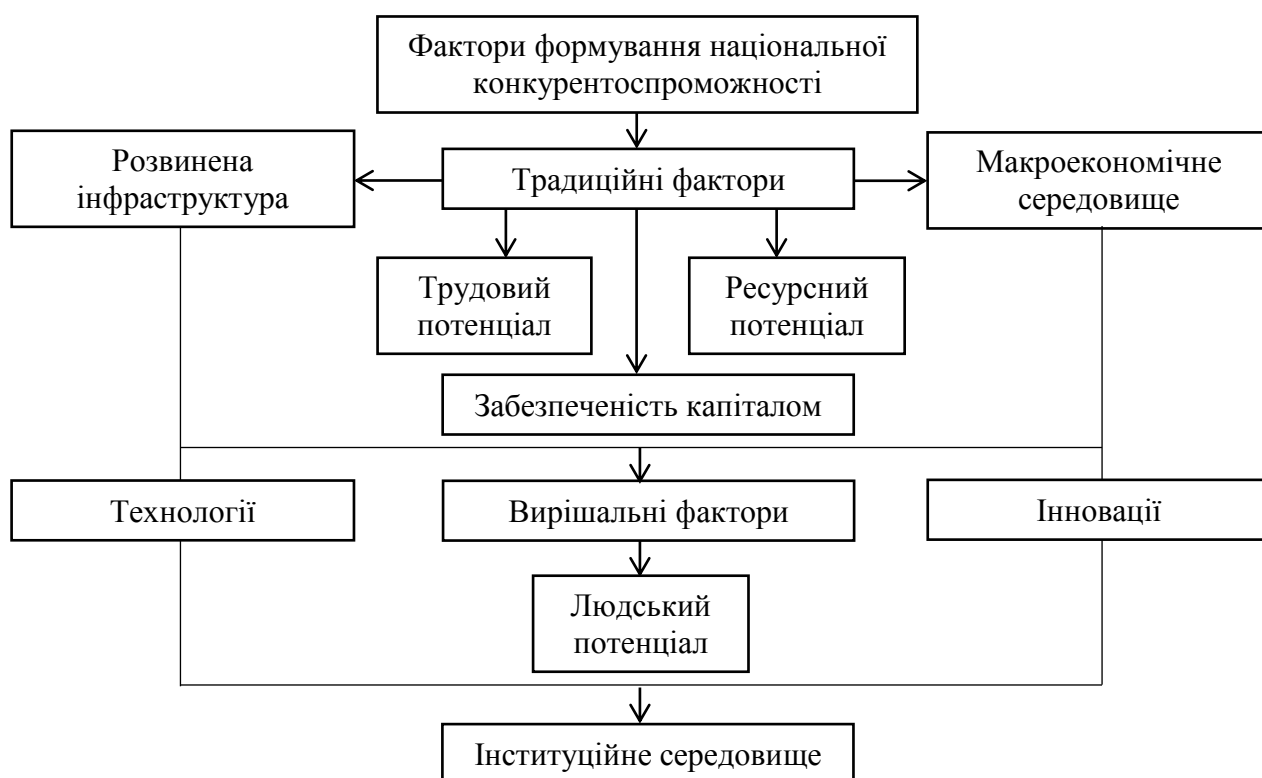 Фактори формування національної
конкурентоспроможності
Розвинена
інфраструктура
Традиційні фактори
Макроекономічне
середовище
Трудовий
потенціал
Ресурсний
потенціал
Забезпеченість капіталом
Технології
Вирішальні фактори
Інновації
Людський
потенціал
Інституційне середовище